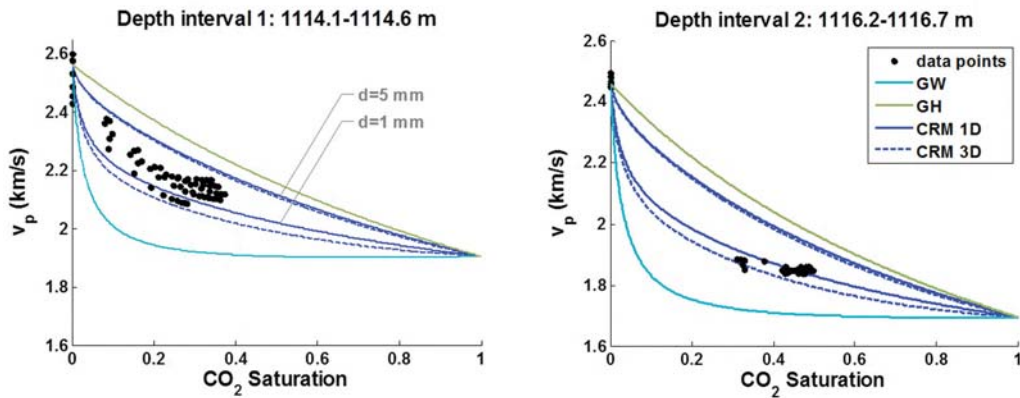 Depth interval 1: 1114.1-1114.6 m
2.6
2.4
2.2
2
1.8
1.6
v_p (km/s)
d=5 mm
d=1 mm
0
0.2
0.4
0.6
0.8
1
CO2 Saturation
Depth interval 2: 1116.2-1116.7 m
2.6
2.4
2.2
2
1.8
1.6
v_p (km/s)
data points
GW
GH
CRM 1D
CRM 3D
0
0.2
0.4
0.6
0.8
1
CO2 Saturation